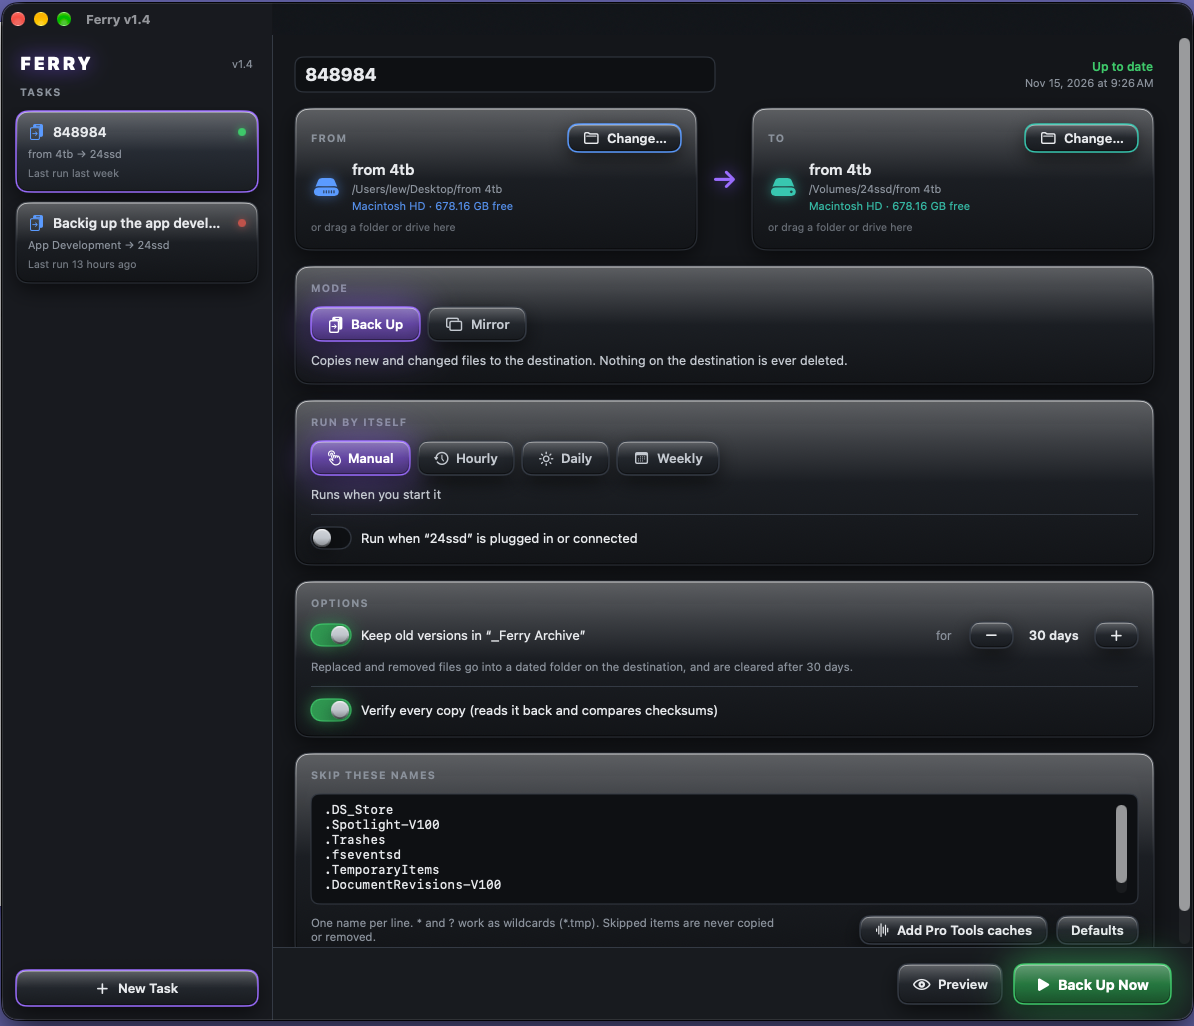 Ferry v1.4
FERRY
v1.4
TASKS
848984
from 4tb → 24ssd
Last run last week
Backig up the app devel...
App Development → 24ssd
Last run 13 hours ago
+ New Task
848984
Up to date
Nov 15, 2026 at 9:26 AM
FROM
Change...
from 4tb
/Users/lew/Desktop/from 4tb
Macintosh HD · 678.16 GB free
or drag a folder or drive here
TO
Change...
from 4tb
/Volumes/24ssd/from 4tb
Macintosh HD · 678.16 GB free
or drag a folder or drive here
MODE
Back Up
Mirror
Copies new and changed files to the destination. Nothing on the destination is ever deleted.
RUN BY ITSELF
Manual
Hourly
Daily
Weekly
Runs when you start it
Run when “24ssd” is plugged in or connected
OPTIONS
Keep old versions in “_Ferry Archive”
for
−
30 days
+
Replaced and removed files go into a dated folder on the destination, and are cleared after 30 days.
Verify every copy (reads it back and compares checksums)
SKIP THESE NAMES
.DS_Store
.Spotlight-V100
.Trashes
.fseventsd
.TemporaryItems
.DocumentRevisions-V100
One name per line. * and ? work as wildcards (*.tmp). Skipped items are never copied
or removed.
Add Pro Tools caches
Defaults
Preview
Back Up Now